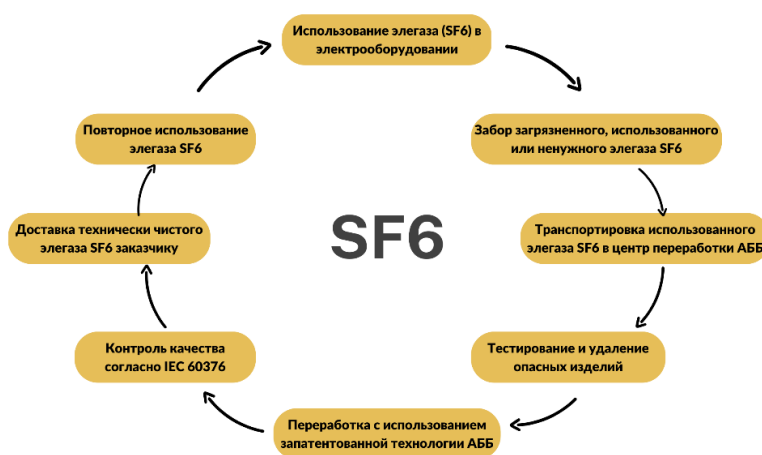 Использование элегаза (SF6) в
электрооборудовании
Забор загрязненного, использованного
или ненужного элегаза SF6
Транспортировка использованного
элегаза SF6 в центр переработки АББ
Тестирование и удаление
опасных изделий
Переработка с использованием
запатентованной технологии АББ
Контроль качества
согласно IEC 60376
Доставка технически чистого
элегаза SF6 заказчику
Повторное использование
элегаза SF6
SF6